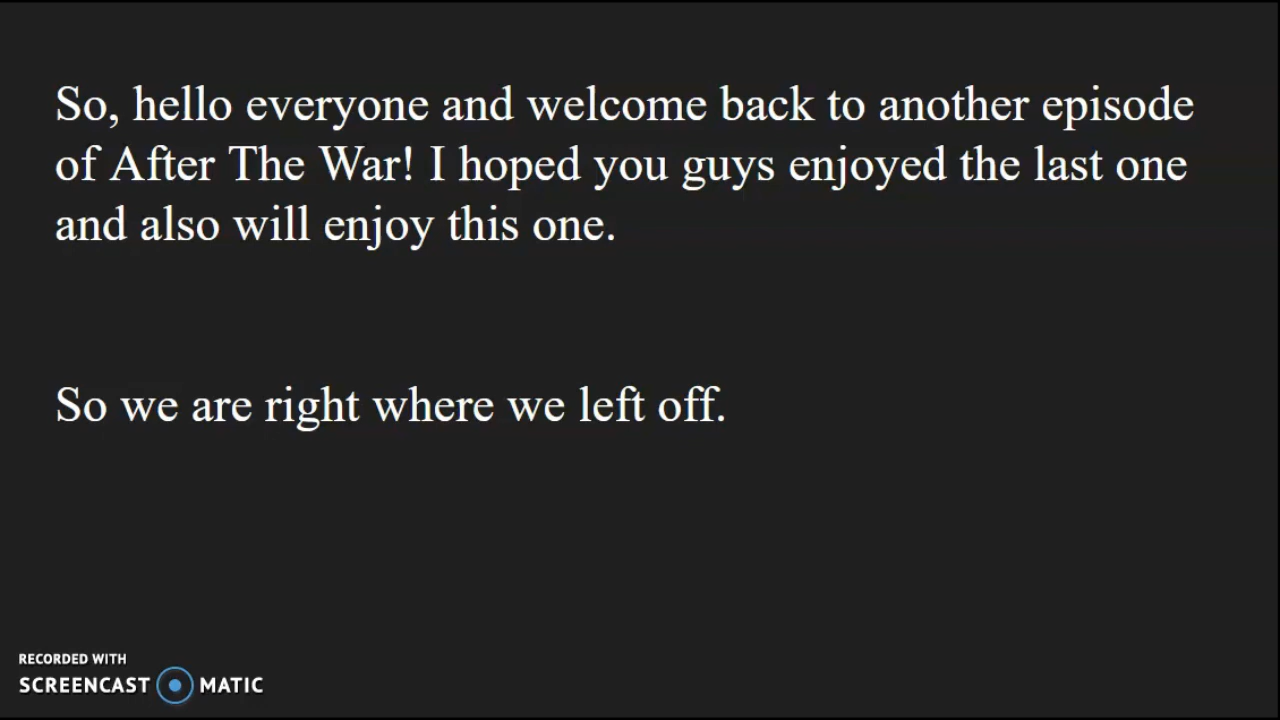 So, hello everyone and welcome back to another episode
of After The War! I hoped you guys enjoyed the last one
and also will enjoy this one.
So we are right where we left off.
RECORDED WITH
SCREENCAST MATIC